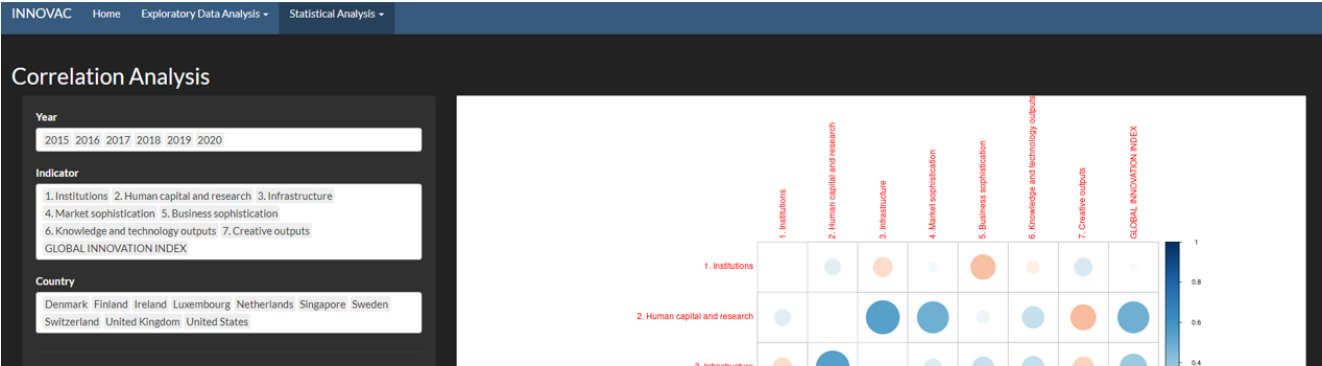 INNOVAC Home Exploratory Data Analysis Statistical Analysis
Correlation Analysis
Year
2015 2016 2017 2018 2019 2020
Indicator
1. Institutions 2. Human capital and research 3. Infrastructure
4. Market sophistication 5. Business sophistication
6. Knowledge and technology outputs 7. Creative outputs
GLOBAL INNOVATION INDEX
Country
Denmark Finland Ireland Luxembourg Netherlands Singapore Sweden
Switzerland United Kingdom United States
1. Institutions
2. Human capital and research
3. Infrastructure
4. Market sophistication
5. Business sophistication
6. Knowledge and technology outputs
7. Creative outputs
GLOBAL INNOVATION INDEX
1. Institutions
2. Human capital and research
3. Infrastructure
1
0.8
0.6
0.4